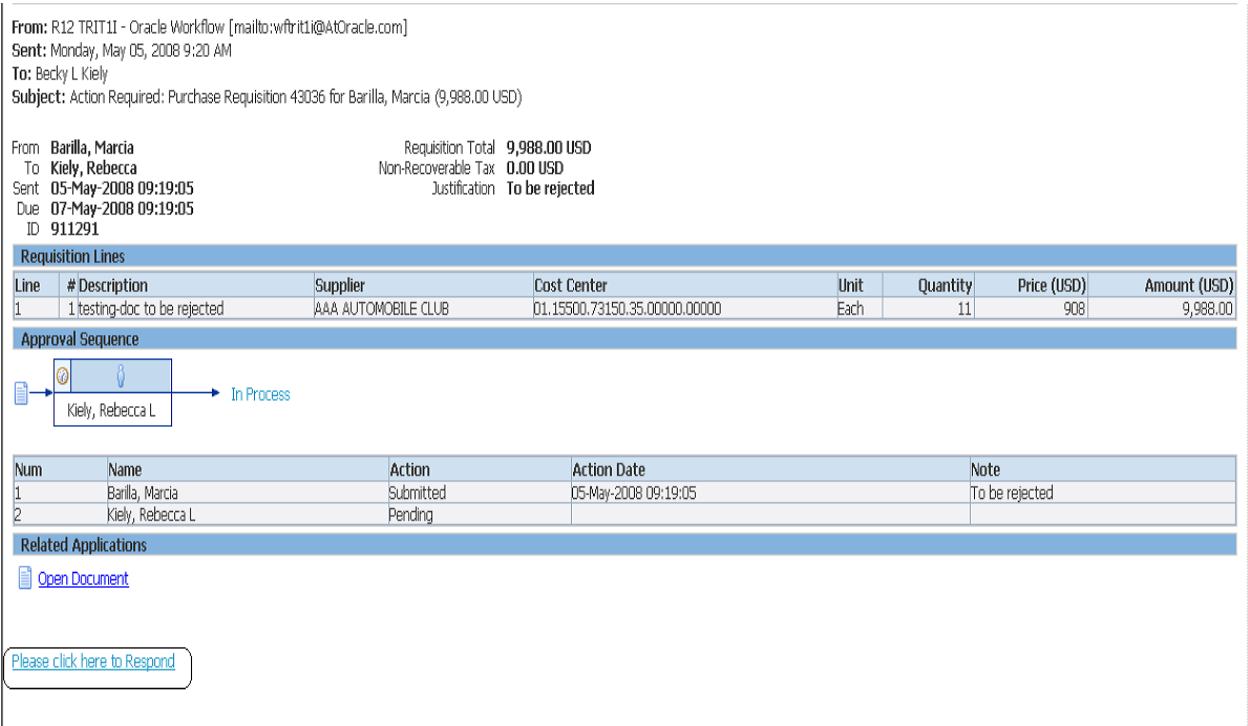 From: R12 TRIT1I - Oracle Workflow [mailto:wftrit1i@AtOracle.com]
Sent: Monday, May 05, 2008 9:20 AM
To: Becky L Kiely
Subject: Action Required: Purchase Requisition 43036 for Barilla, Marcia (9,988.00 USD)
From Barilla, Marcia Requisition Total 9,988.00 USD
To Kiely, Rebecca Non-Recoverable Tax 0.00 USD
Sent 05-May-2008 09:19:05 Justification To be rejected
Due 07-May-2008 09:19:05
ID 911291
Requisition Lines
Line # Description Supplier Cost Center Unit Quantity Price (USD) Amount (USD)
1 1 testing-doc to be rejected AAA AUTOMOBILE CLUB 01.15500.73150.35.00000.00000 Each 11 908 9,988.00
Approval Sequence
In Process
Kiely, Rebecca L
Num Name Action Action Date Note
1 Barilla, Marcia Submitted 05-May-2008 09:19:05 To be rejected
2 Kiely, Rebecca L Pending
Related Applications
Open Document
Please click here to Respond